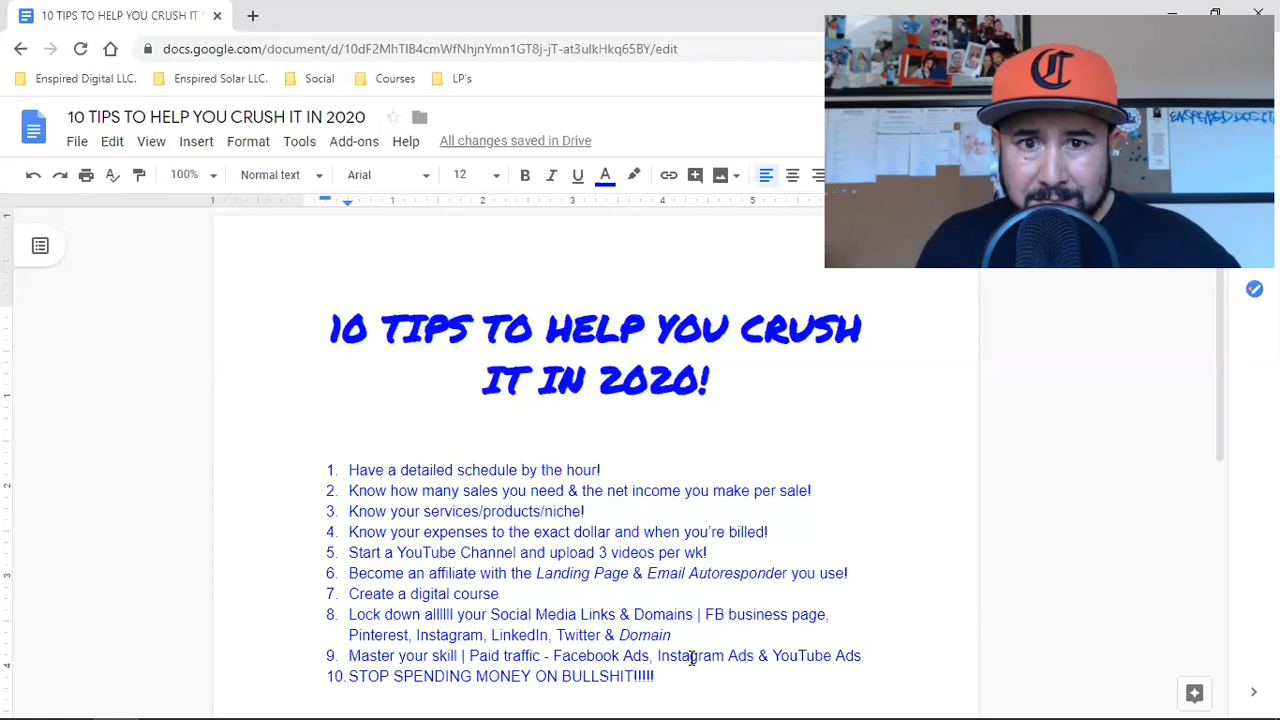 10 TIPS TO HELP YOU CRUSH IT
docs.google.com/document/d/10dF2MhTlB4cmWfNhjnYmn1GT8j-jT-at3ulkHkq65BY/edit
Enspired Digital LLC. Enspired Solar LLC. Social Courses LP's
10 TIPS TO HELP YOU CRUSH IT IN 2020
File Edit View Insert Format Tools Add-ons Help All changes saved in Drive
100% Normal text Arial 12 B I U A
1 1 2 3 4 5
10 TIPS TO HELP YOU CRUSH
IT IN 2020!
1. Have a detailed schedule by the hour!
2. Know how many sales you need & the net income you make per sale!
3. Know your services/products/niche!
4. Know your expenses to the exact dollar and when you're billed!
5. Start a YouTube Channel and upload 3 videos per wk!
6. Become an affiliate with the Landing Page & Email Autoresponder you use!
7. Create a digital course
8. Lock down allllll your Social Media Links & Domains | FB business page,
Pinterest, Instagram, LinkedIn, Twitter & Domain
9. Master your skill | Paid traffic - Facebook Ads, Instagram Ads & YouTube Ads
10. STOP SPENDING MONEY ON BULLSHIT!!!!!